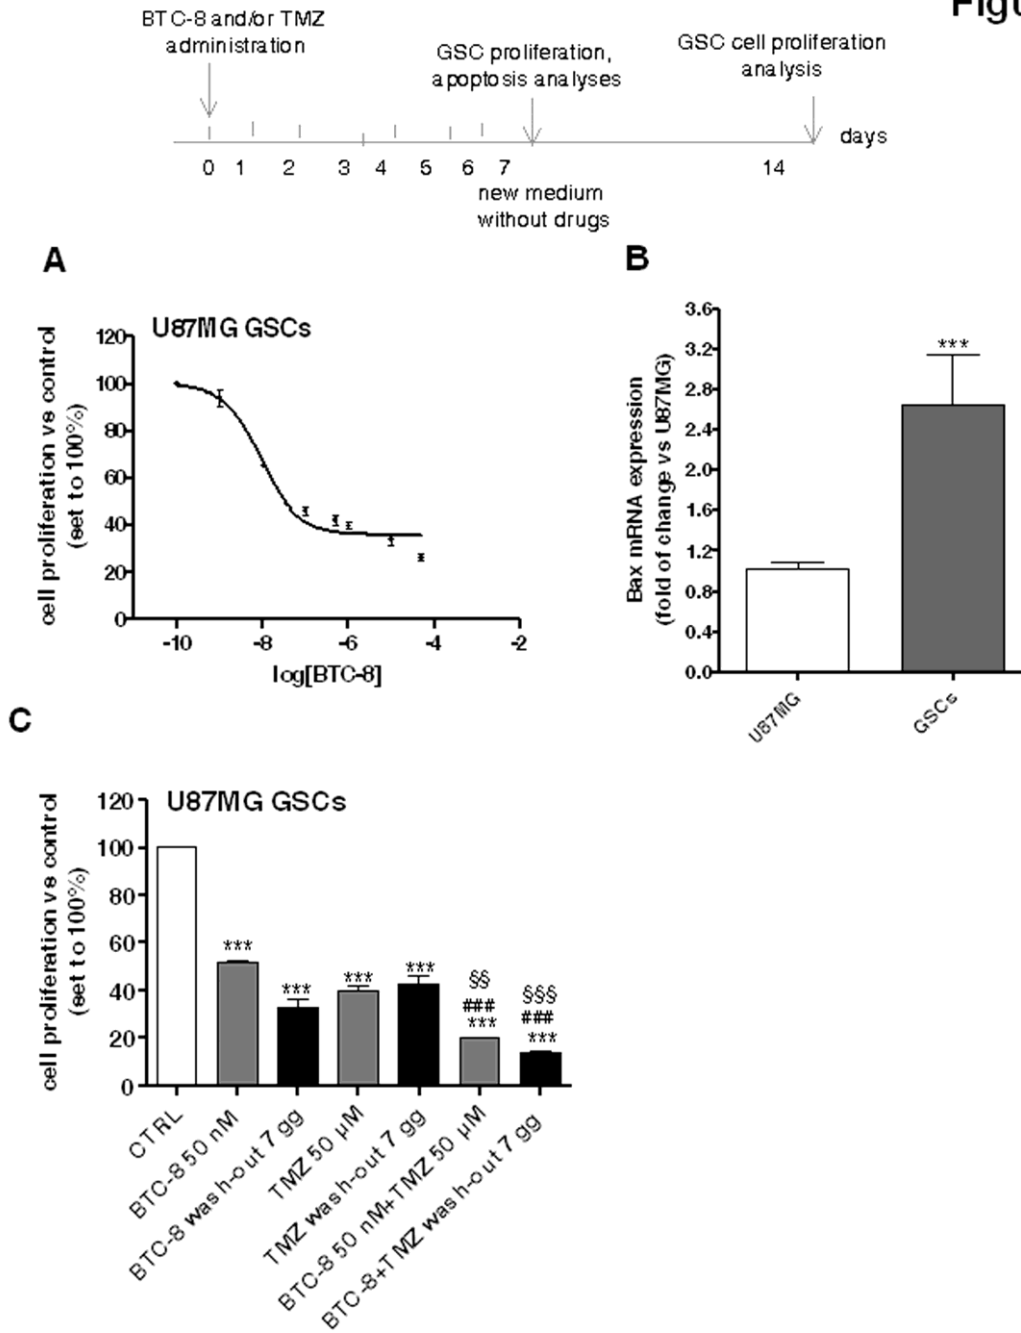 Figu
BTC-8 and/or TMZ
administration
GSC proliferation,
apoptosis analyses
GSC cell proliferation
analysis
days
0 1 2 3 4 5 6 7 14
new medium
without drugs
A
U87MG GSCs
cell proliferation vs control
(set to 100%)
120
100
80
60
40
20
0
-10 -8 -6 -4 -2
log[BTC-8]
B
Bax mRNA expression
(fold of change vs U87MG)
3.6
3.2
2.8
2.4
2.0
1.6
1.2
0.8
0.4
0.0
***
U87MG
GSCs
C
U87MG GSCs
cell proliferation vs control
(set to 100%)
120
100
80
60
40
20
0
***
***
***
***
§§
###
***
§§§
###
***
CTRL
BTC-8 50 nM
BTC-8 wash-out 7 gg
TMZ 50 µM
TMZ wash-out 7 gg
BTC-8 50 nM+TMZ 50 µM
BTC-8+TMZ wash-out 7 gg